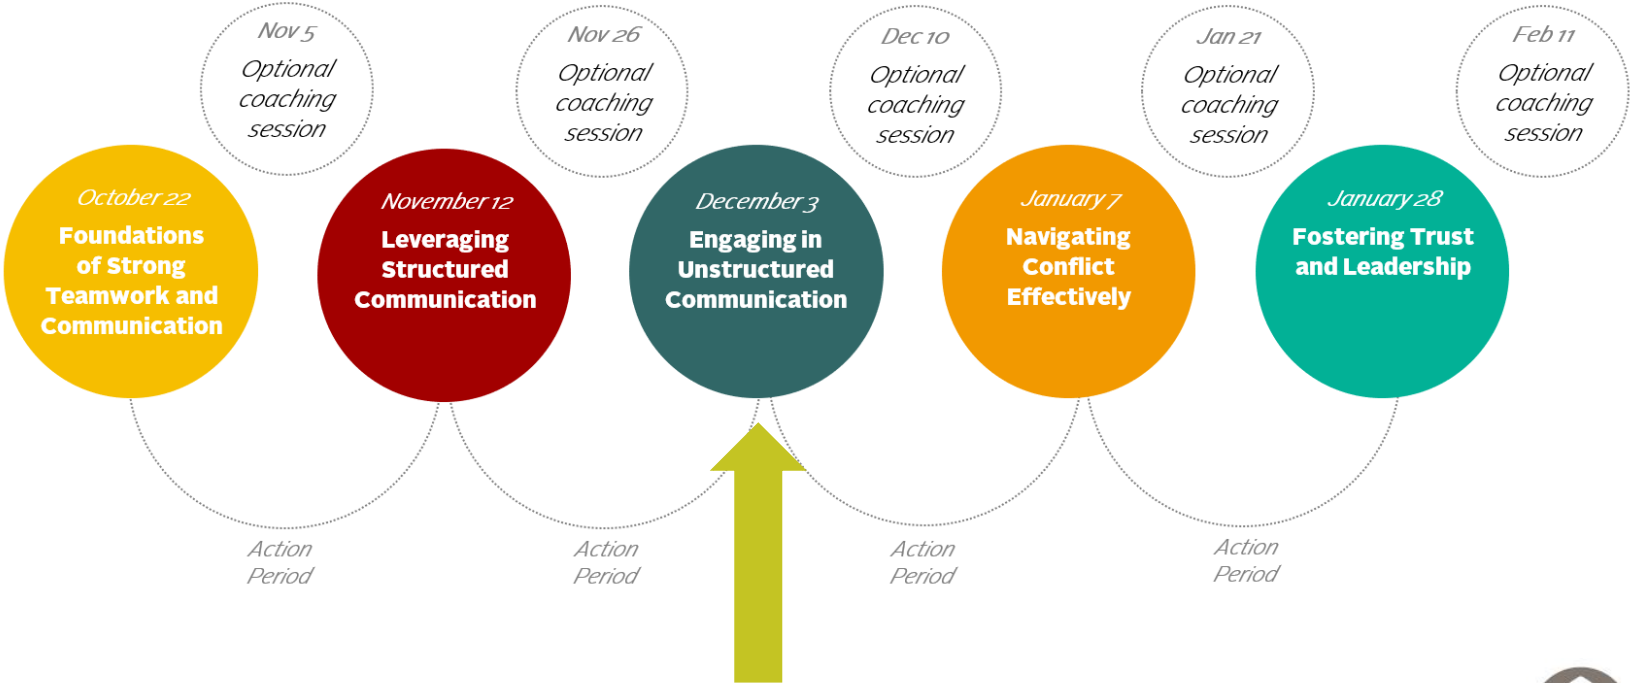 Nov 5
Optional
coaching
session
Nov 26
Optional
coaching
session
Dec 10
Optional
coaching
session
Jan 21
Optional
coaching
session
Feb 11
Optional
coaching
session
October 22
Foundations
of Strong
Teamwork and
Communication
November 12
Leveraging
Structured
Communication
December 3
Engaging in
Unstructured
Communication
January 7
Navigating
Conflict
Effectively
January 28
Fostering Trust
and Leadership
Action
Period
Action
Period
Action
Period
Action
Period